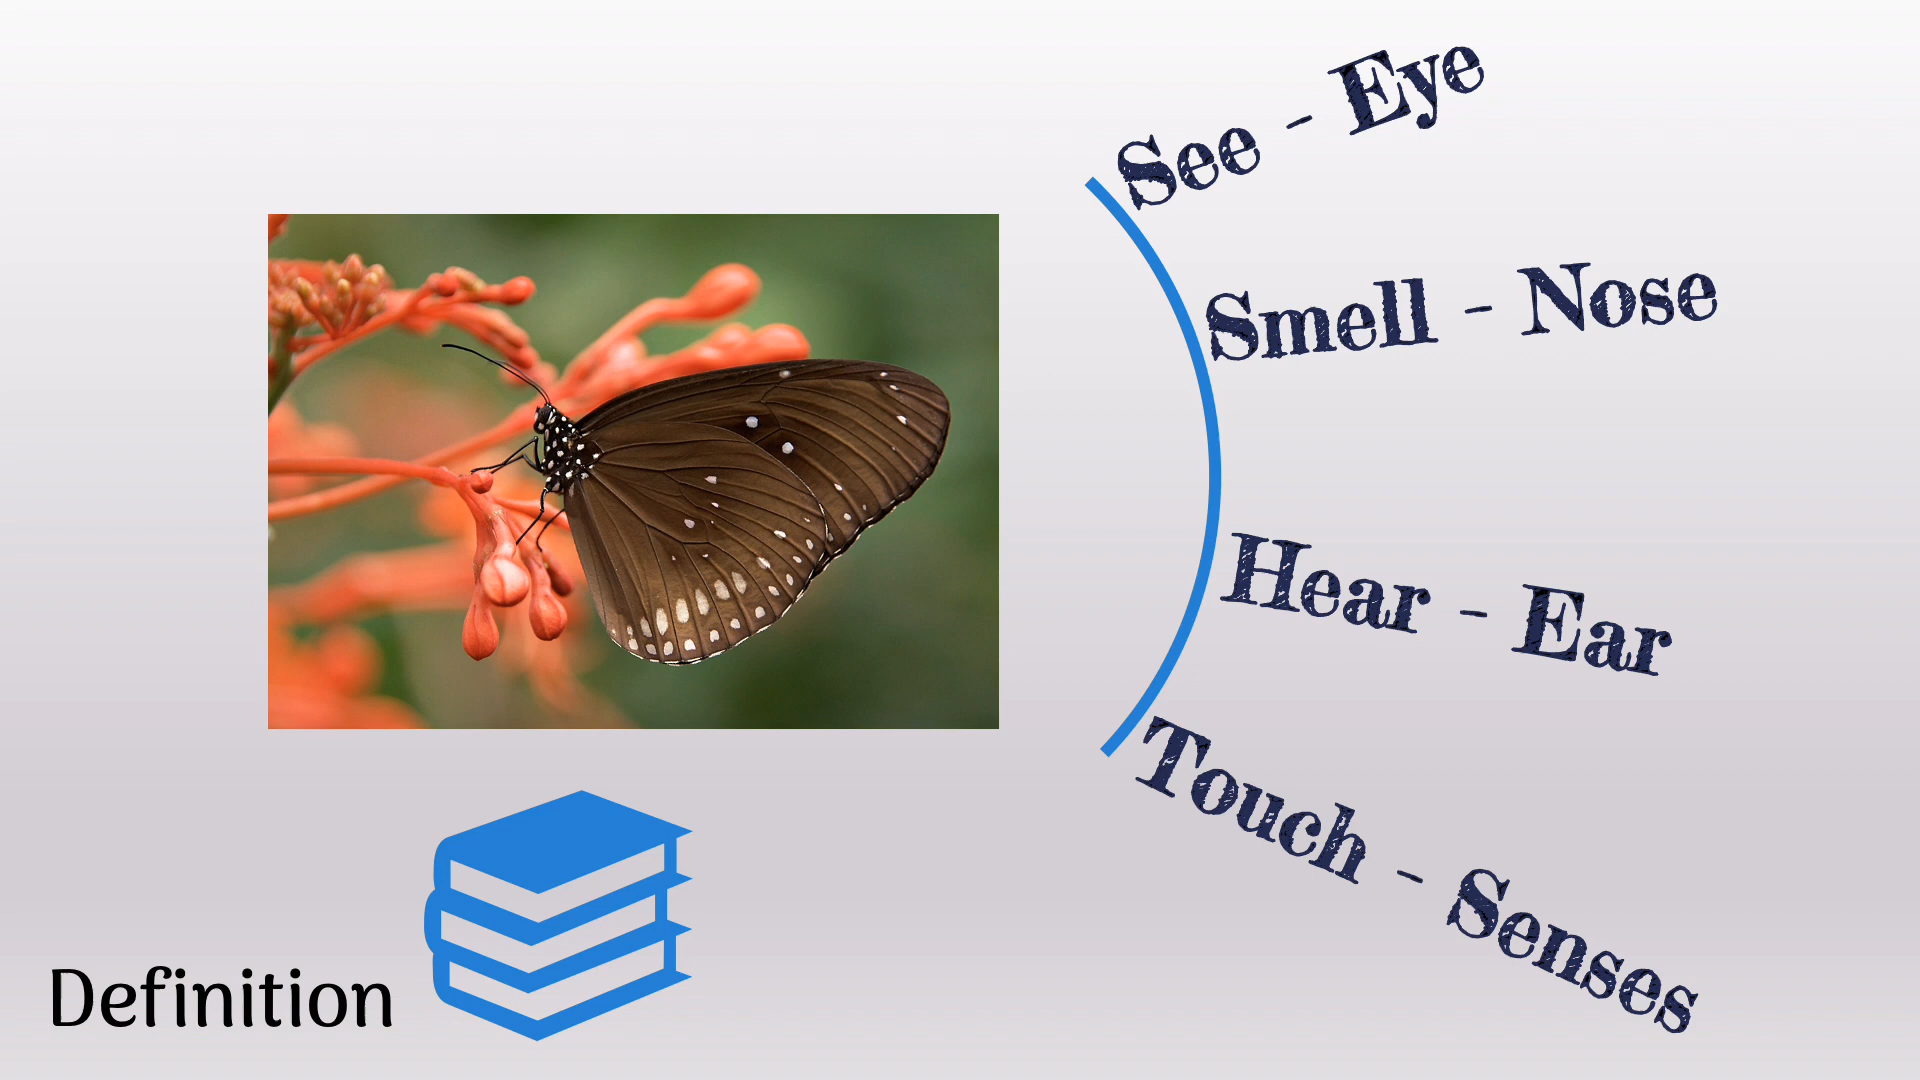 See - Eye
Smell - Nose
Hear - Ear
Touch - Senses
Definition